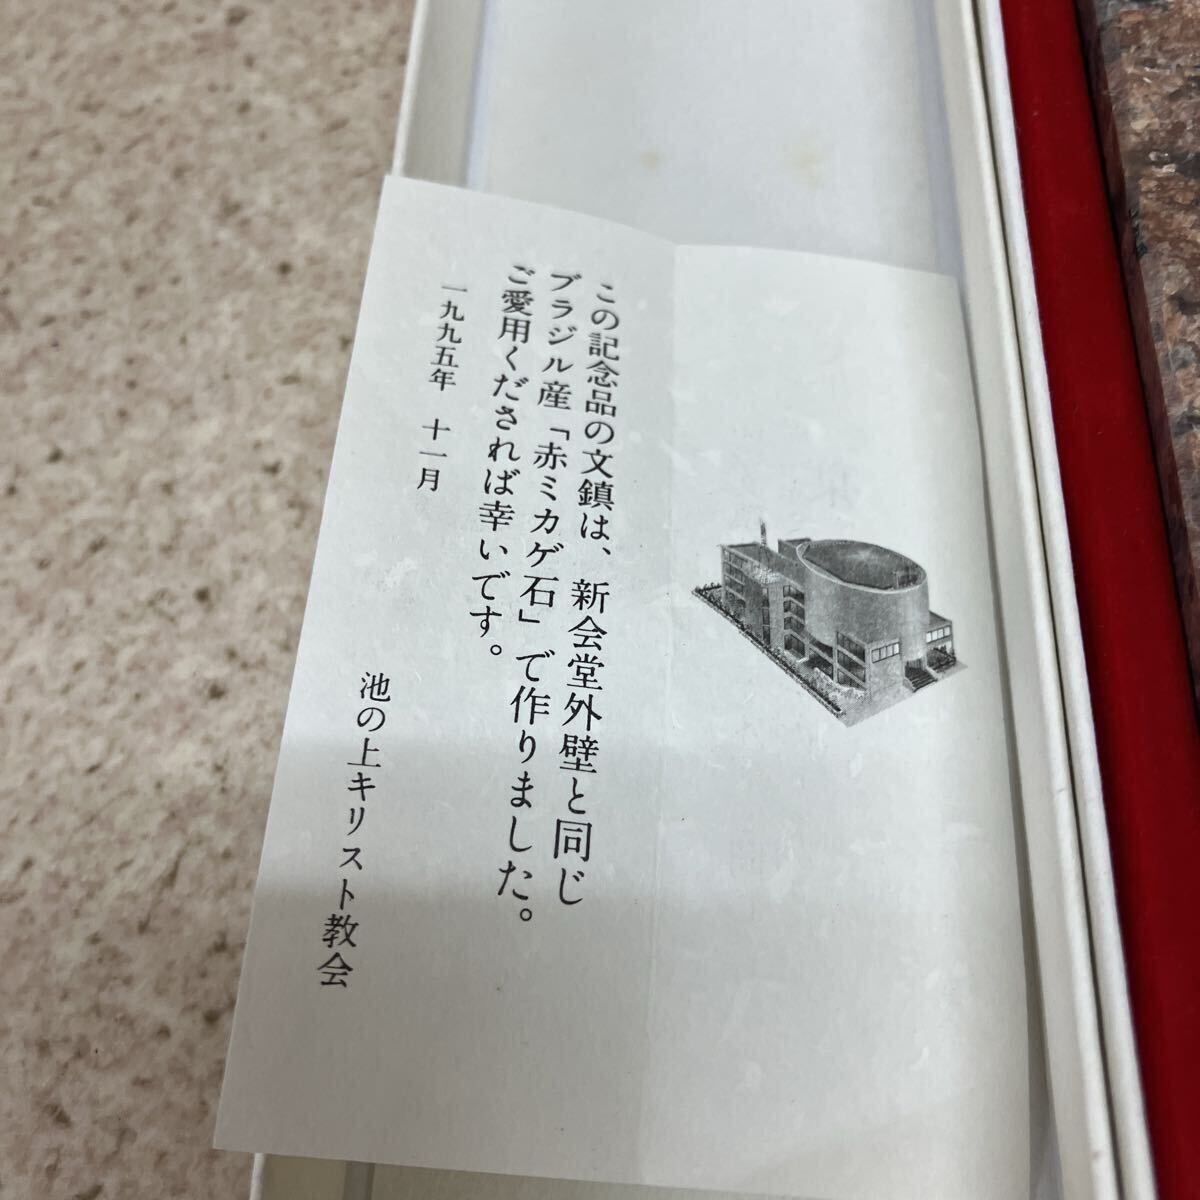 この記念品の文鎮は、新会堂外壁と同じ
ブラジル産「赤ミカゲ石」で作りました。
ご愛用くだされば幸いです。
一九九五年 十一月
池の上キリスト教会